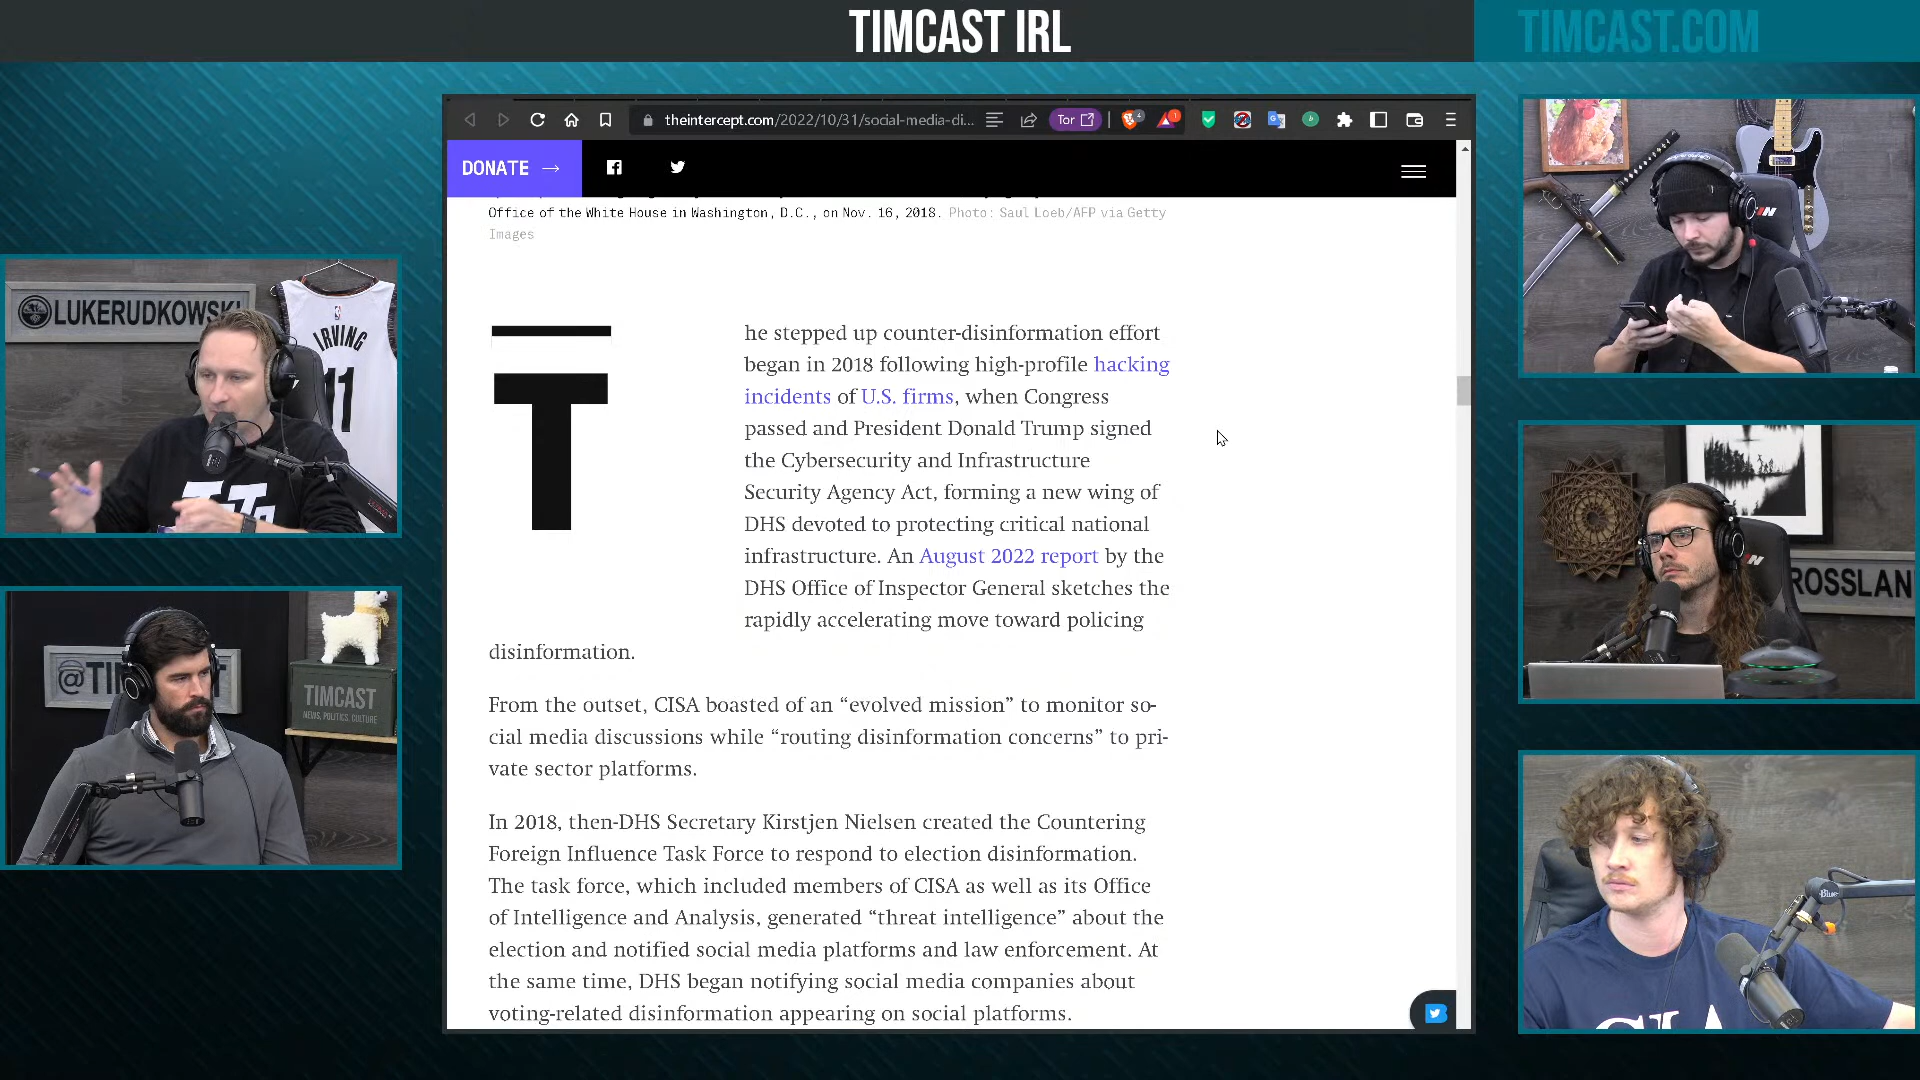 TIMCAST IRL
TIMCAST.COM
theintercept.com/2022/10/31/social-media-di...
Tor
DONATE →
Office of the White House in Washington, D.C., on Nov. 16, 2018. Photo: Saul Loeb/AFP via Getty
Images
T
he stepped up counter-disinformation effort
began in 2018 following high-profile hacking
incidents of U.S. firms, when Congress
passed and President Donald Trump signed
the Cybersecurity and Infrastructure
Security Agency Act, forming a new wing of
DHS devoted to protecting critical national
infrastructure. An August 2022 report by the
DHS Office of Inspector General sketches the
rapidly accelerating move toward policing
disinformation.
From the outset, CISA boasted of an “evolved mission” to monitor so-
cial media discussions while “routing disinformation concerns” to pri-
vate sector platforms.
In 2018, then-DHS Secretary Kirstjen Nielsen created the Countering
Foreign Influence Task Force to respond to election disinformation.
The task force, which included members of CISA as well as its Office
of Intelligence and Analysis, generated “threat intelligence” about the
election and notified social media platforms and law enforcement. At
the same time, DHS began notifying social media companies about
voting-related disinformation appearing on social platforms.
LUKERUDKOWSKI
IRVING
11
@TI
TIMCAST
NEWS, POLITICS, CULTURE
ROSSLAN
Blue